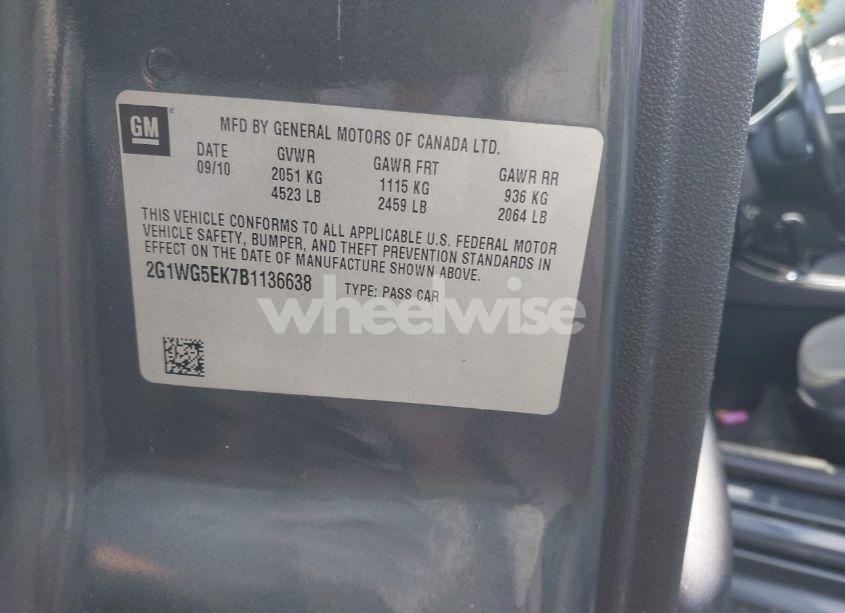 GM
MFD BY GENERAL MOTORS OF CANADA LTD.
DATE GVWR GAWR FRT GAWR RR
09/10 2051 KG 1115 KG 936 KG
4523 LB 2459 LB 2064 LB
THIS VEHICLE CONFORMS TO ALL APPLICABLE U.S. FEDERAL MOTOR
VEHICLE SAFETY, BUMPER, AND THEFT PREVENTION STANDARDS IN
EFFECT ON THE DATE OF MANUFACTURE SHOWN ABOVE.
2G1WG5EK7B1136638 TYPE: PASS CAR
wheelwise